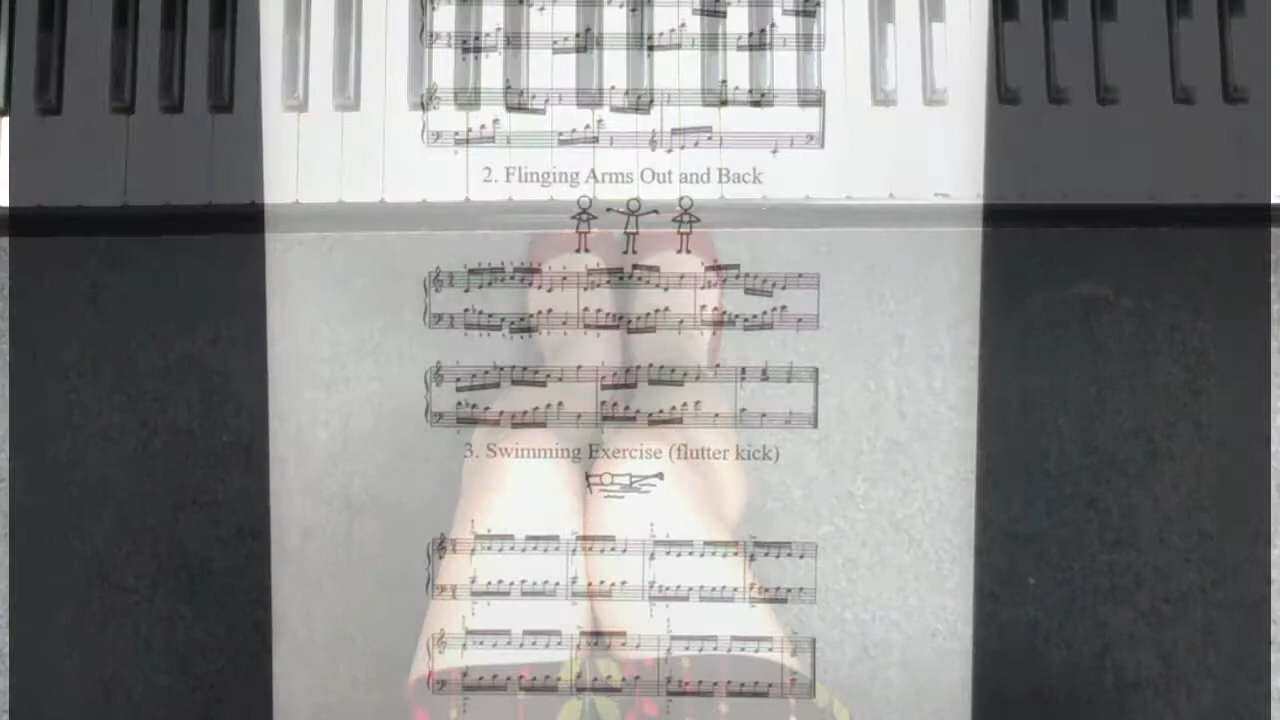 2. Flinging Arms Out and Back
3. Swimming Exercise (flutter kick)